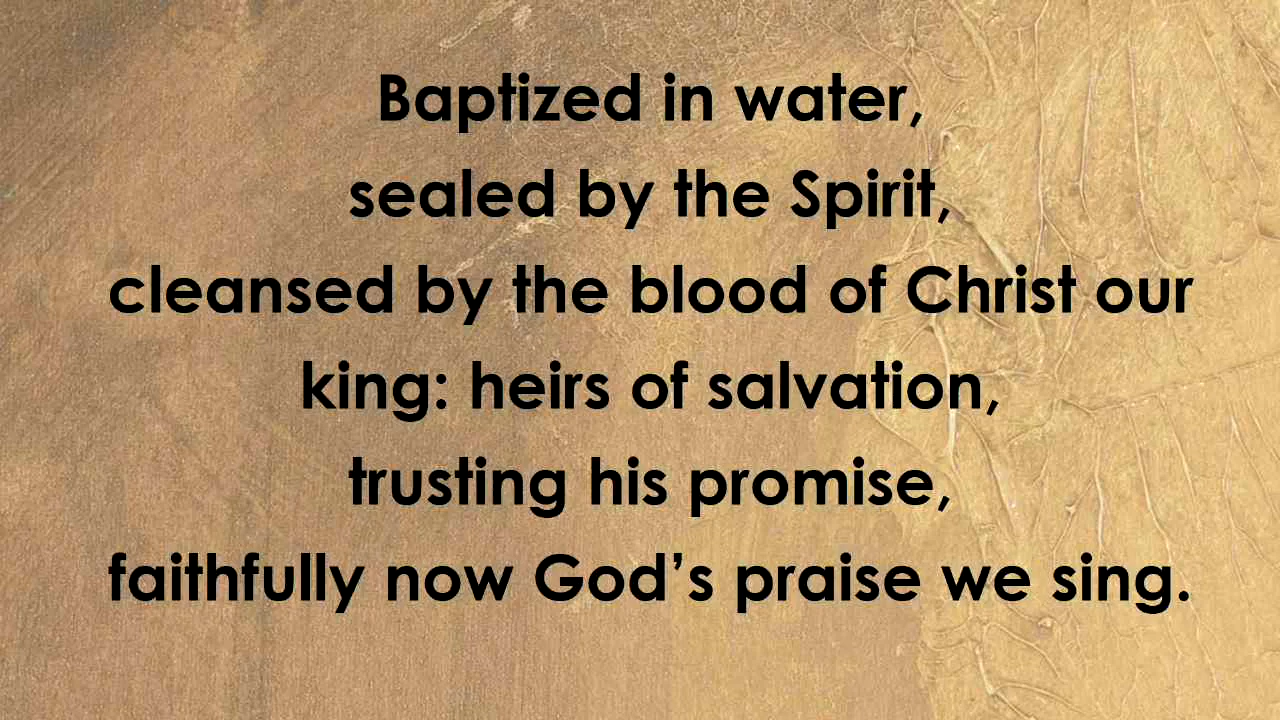 Baptized in water,
sealed by the Spirit,
cleansed by the blood of Christ our
king: heirs of salvation,
trusting his promise,
faithfully now God’s praise we sing.